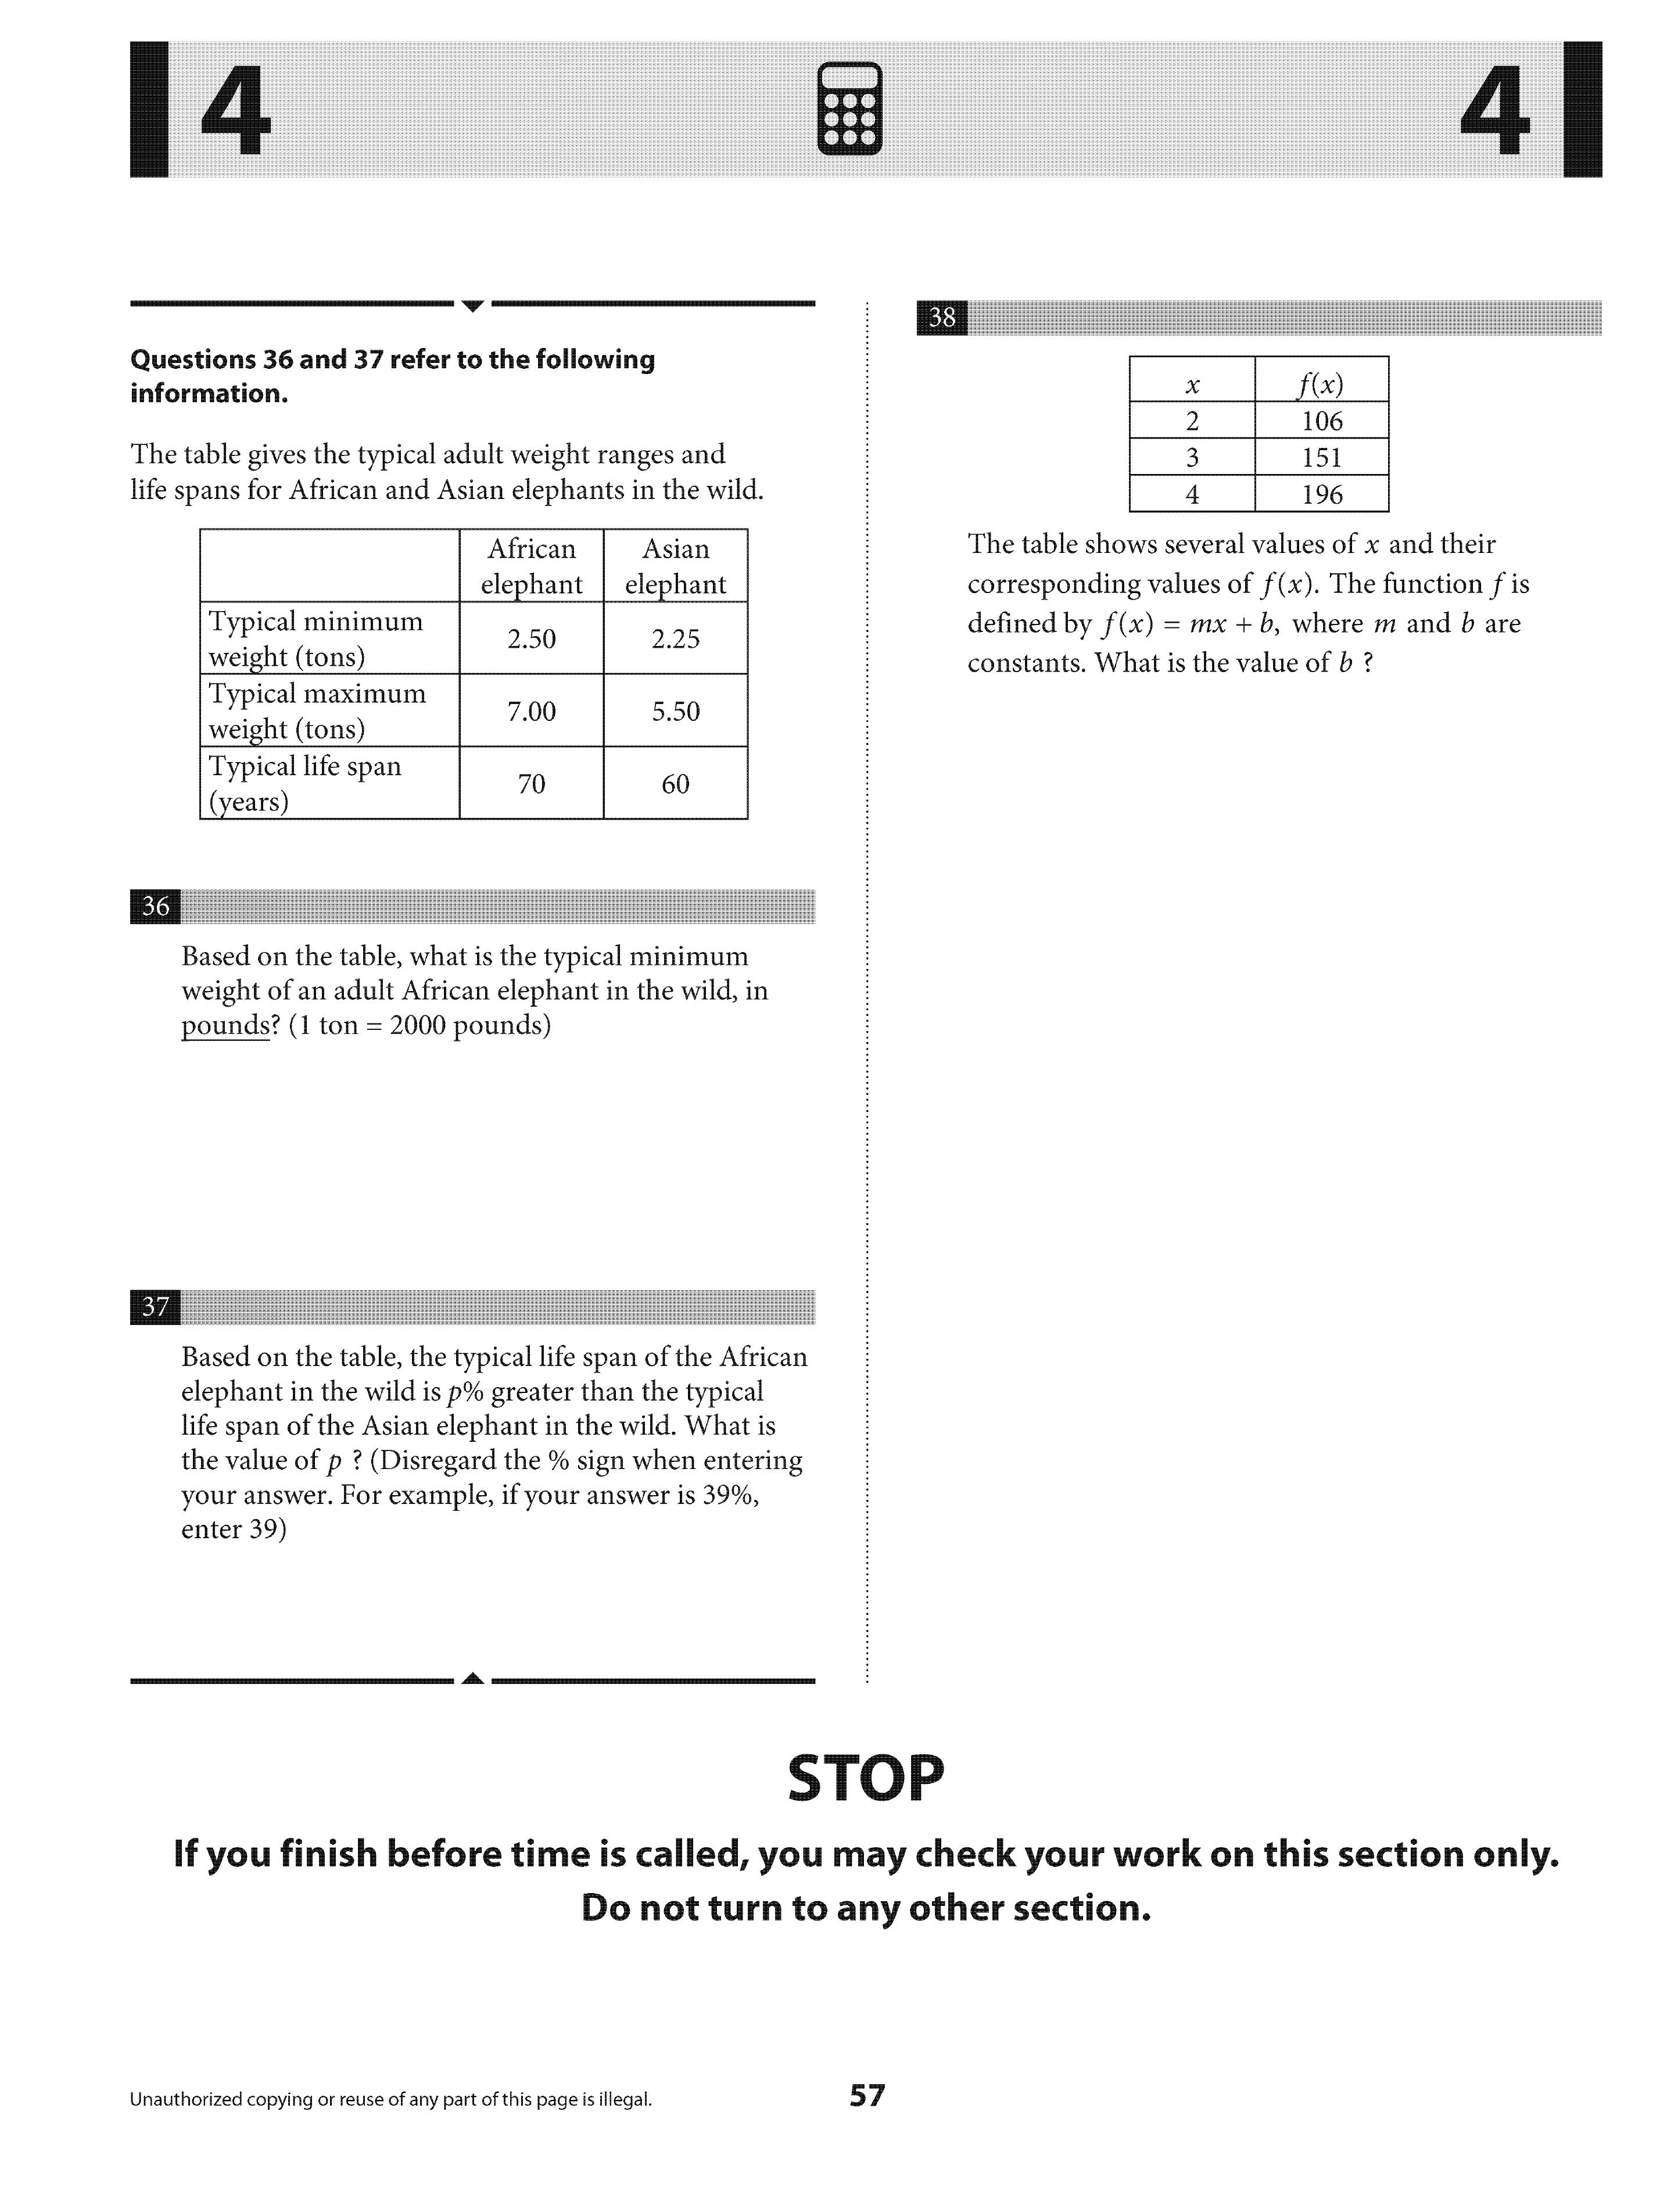 4 4
Questions 36 and 37 refer to the following
information.
The table gives the typical adult weight ranges and
life spans for African and Asian elephants in the wild.
African elephant Asian elephant
Typical minimum weight (tons) 2.50 2.25
Typical maximum weight (tons) 7.00 5.50
Typical life span (years) 70 60
36
Based on the table, what is the typical minimum
weight of an adult African elephant in the wild, in
pounds? (1 ton = 2000 pounds)
37
Based on the table, the typical life span of the African
elephant in the wild is p% greater than the typical
life span of the Asian elephant in the wild. What is
the value of p ? (Disregard the % sign when entering
your answer. For example, if your answer is 39%,
enter 39)
38
x f(x)
2 106
3 151
4 196
The table shows several values of x and their
corresponding values of f(x). The function f is
defined by f(x) = mx + b, where m and b are
constants. What is the value of b ?
STOP
If you finish before time is called, you may check your work on this section only.
Do not turn to any other section.
Unauthorized copying or reuse of any part of this page is illegal.
57